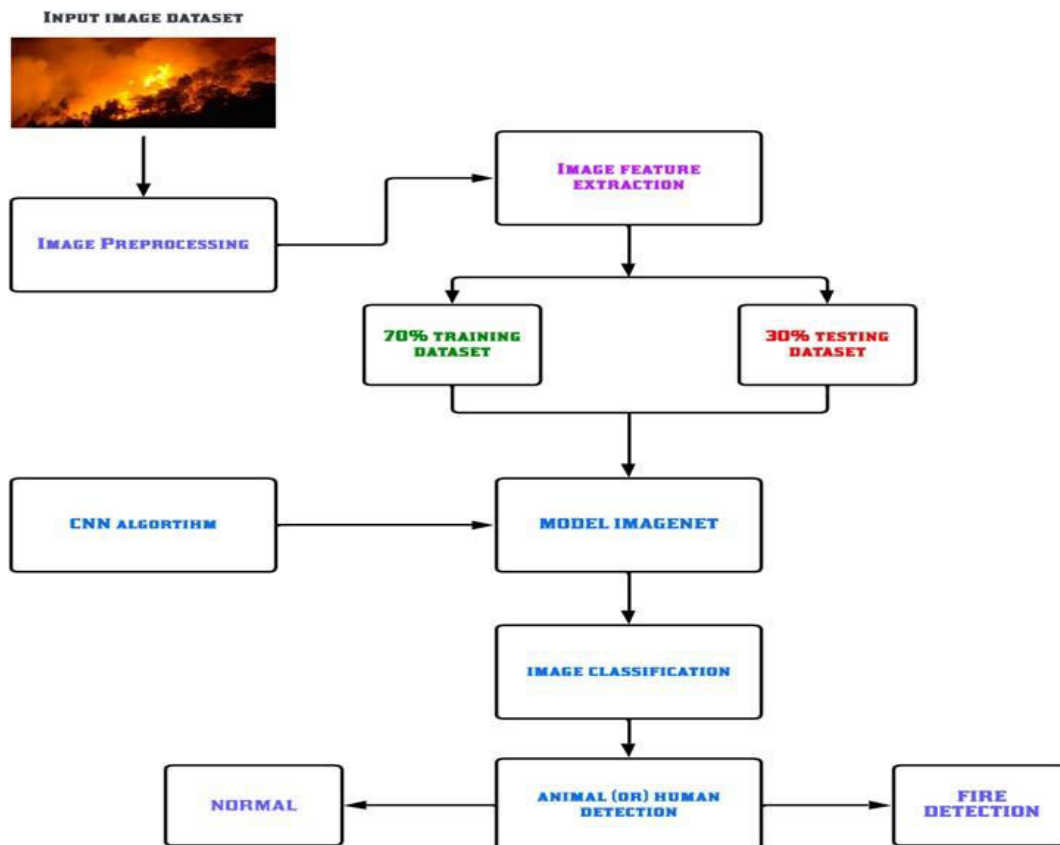 INPUT IMAGE DATASET
IMAGE FEATURE
EXTRACTION
IMAGE PREPROCESSING
70% TRAINING
DATASET
30% TESTING
DATASET
CNN ALGORTIHM
MODEL IMAGENET
IMAGE CLASSIFICATION
NORMAL
ANIMAL (OR) HUMAN
DETECTION
FIRE
DETECTION